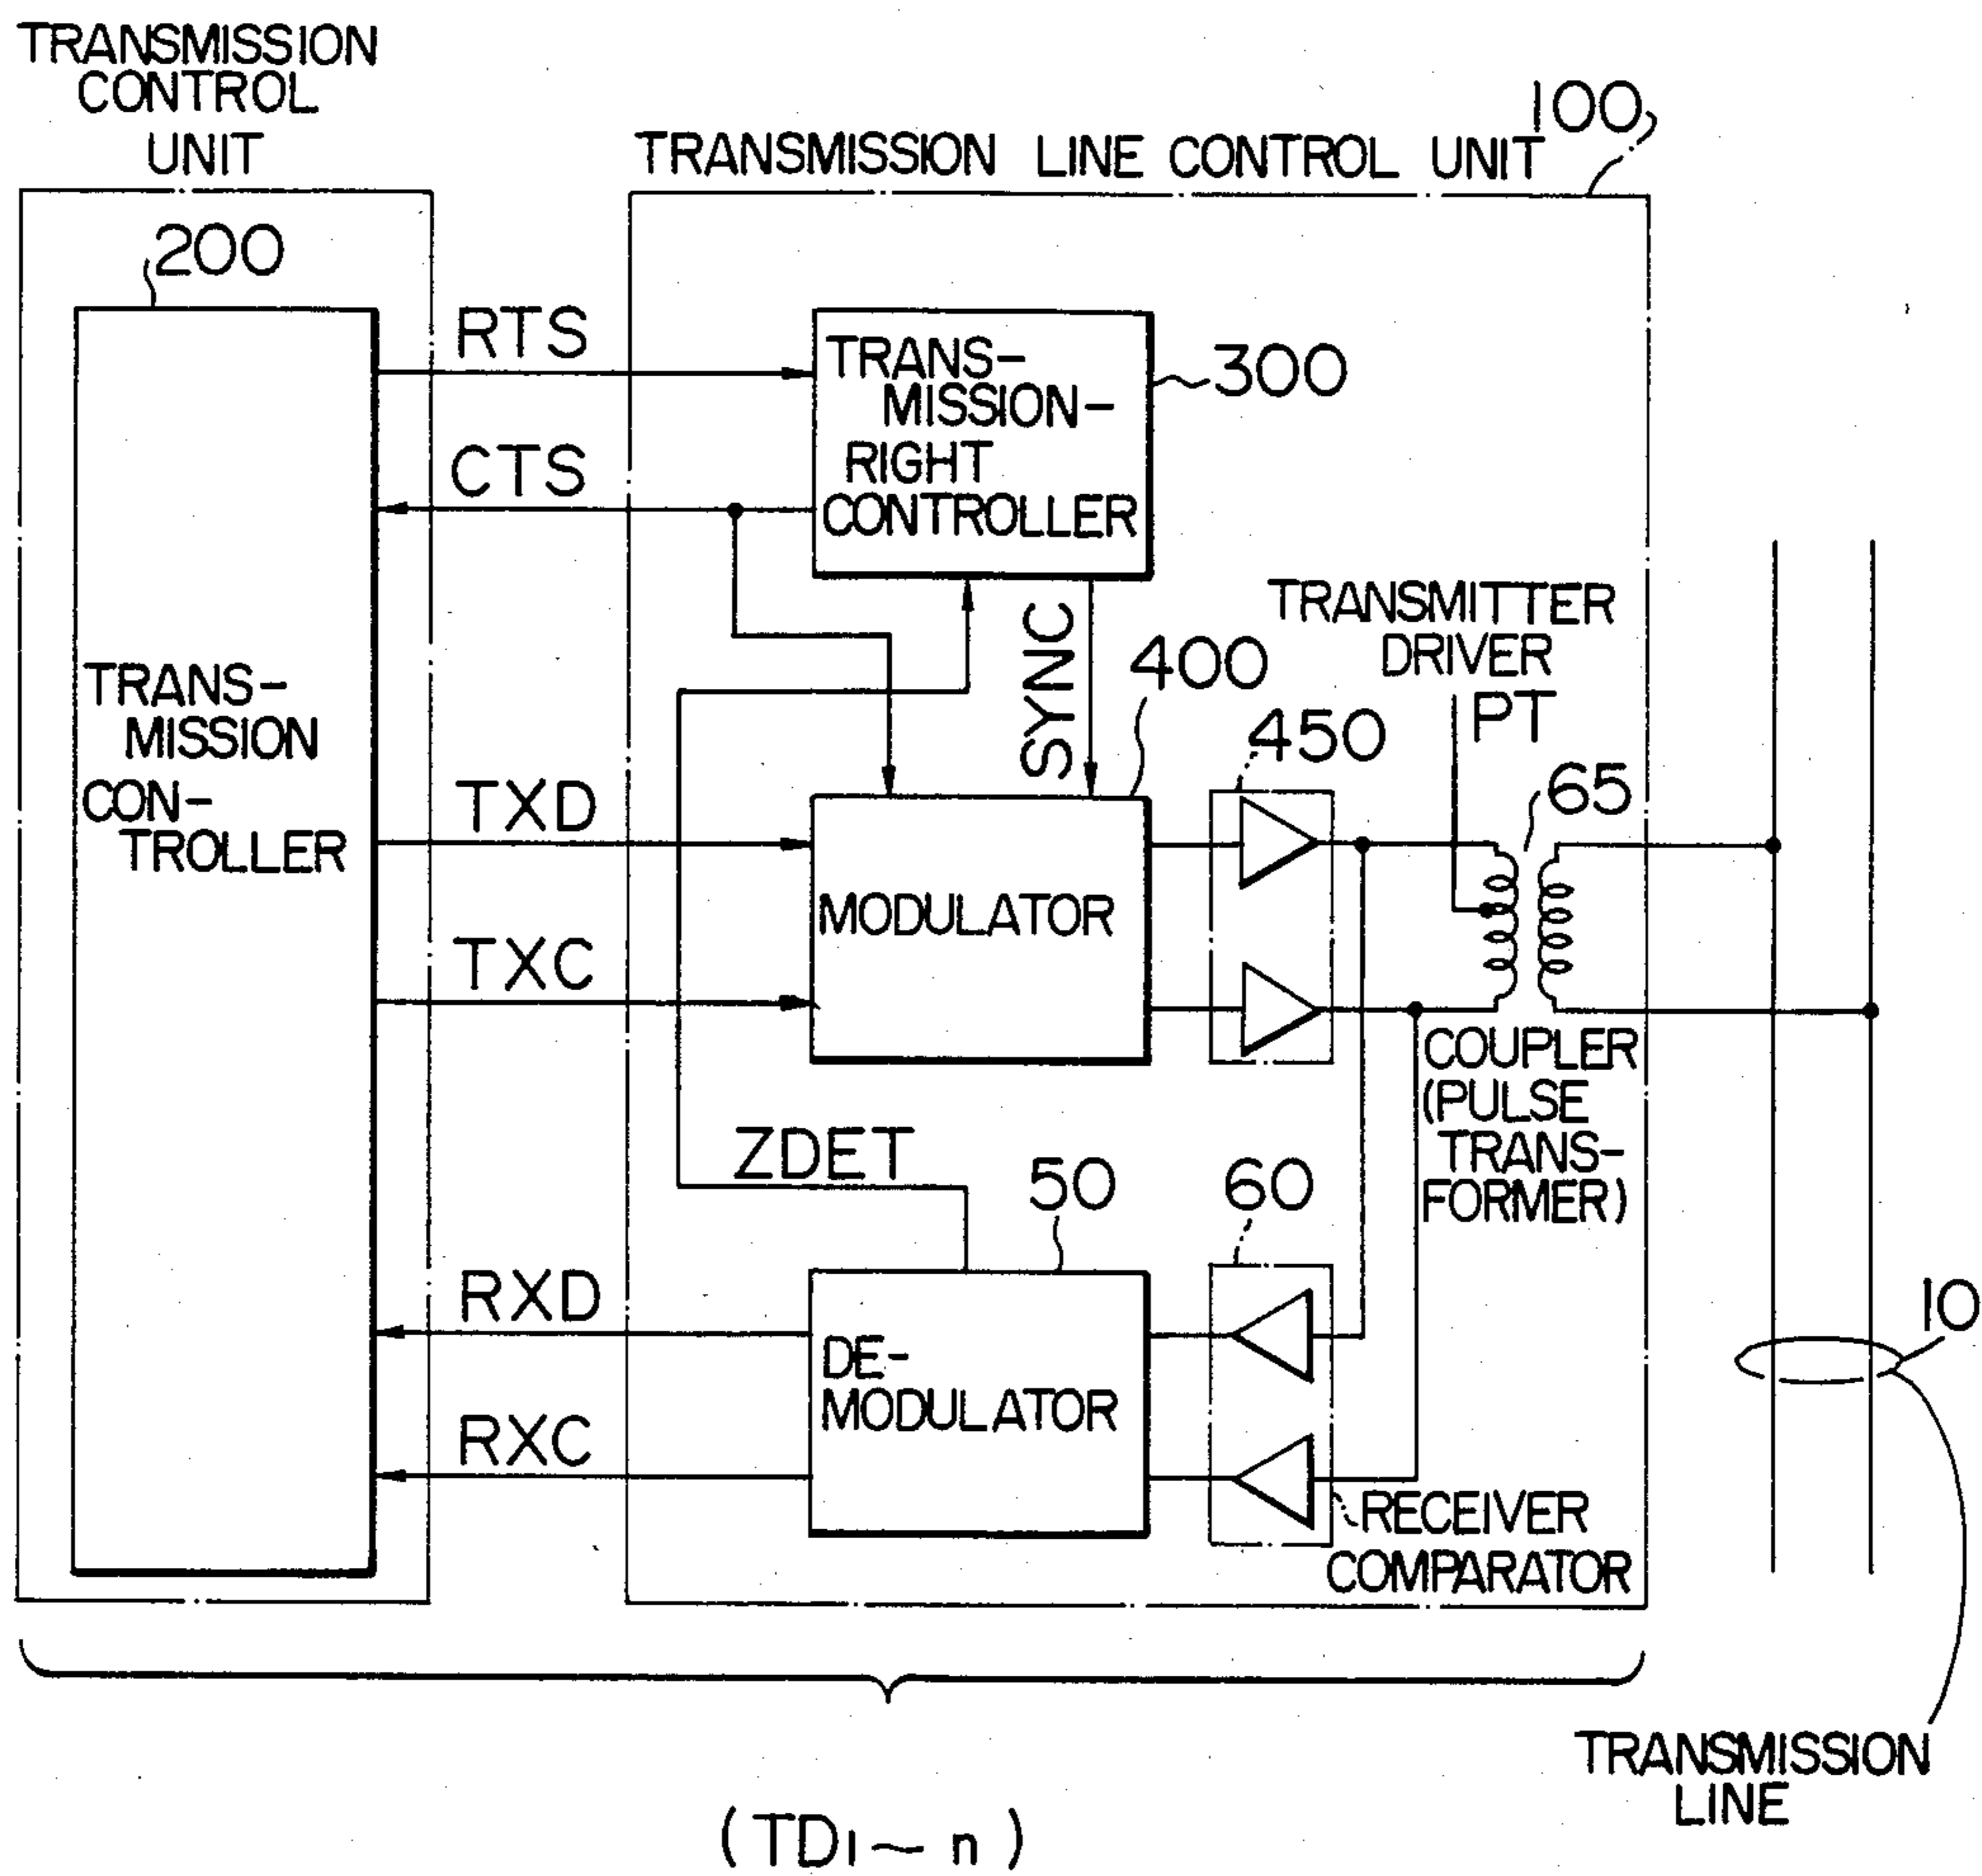 TRANSMISSION
CONTROL
UNIT
TRANSMISSION LINE CONTROL UNIT
100
200
RTS
TRANS-
MISSION-
RIGHT
CONTROLLER
300
CTS
TRANS-
MISSION
CON-
TROLLER
SYNC
TRANSMITTER
DRIVER
PT
400
450
65
TXD
MODULATOR
TXC
COUPLER
(PULSE
TRANS-
FORMER)
ZDET
50
60
RXD
DE-
MODULATOR
RXC
RECEIVER
COMPARATOR
10
TRANSMISSION
LINE
(TD1~n)